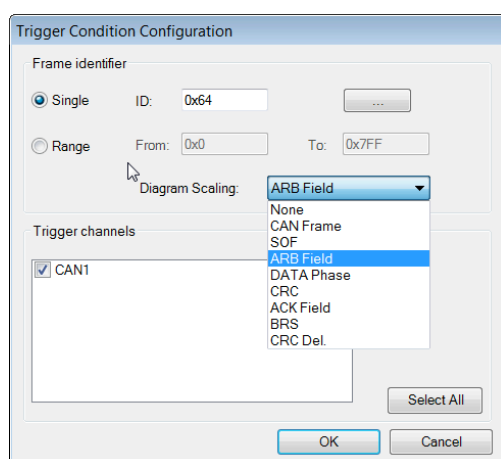 Trigger Condition Configuration
Frame identifier
Single ID: 0x64 ...
Range From: 0x0 To: 0x7FF
Diagram Scaling: ARB Field
None
CAN Frame
SOF
ARB Field
DATA Phase
CRC
ACK Field
BRS
CRC Del.
Trigger channels
CAN1
Select All
OK Cancel